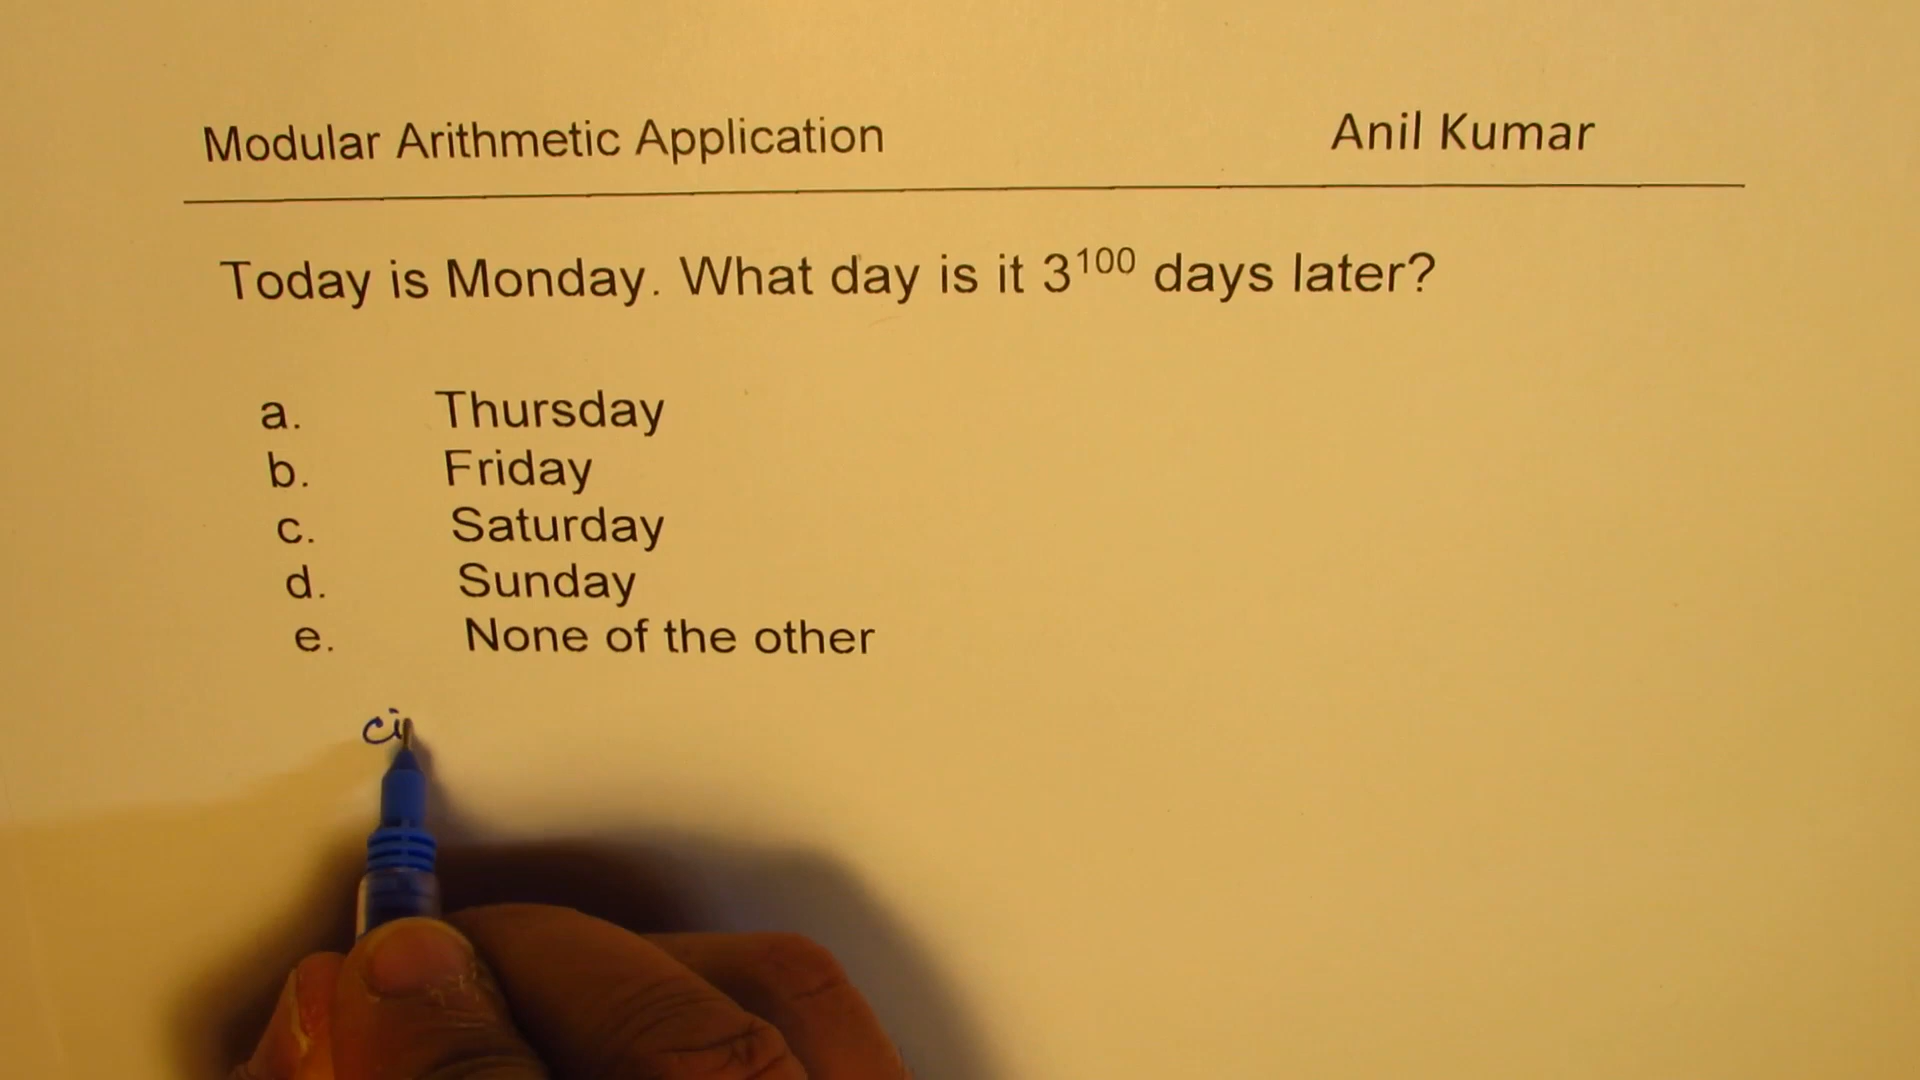 Modular Arithmetic Application Anil Kumar
Today is Monday. What day is it 3¹⁰⁰ days later?
a. Thursday
b. Friday
c. Saturday
d. Sunday
e. None of the other
ci